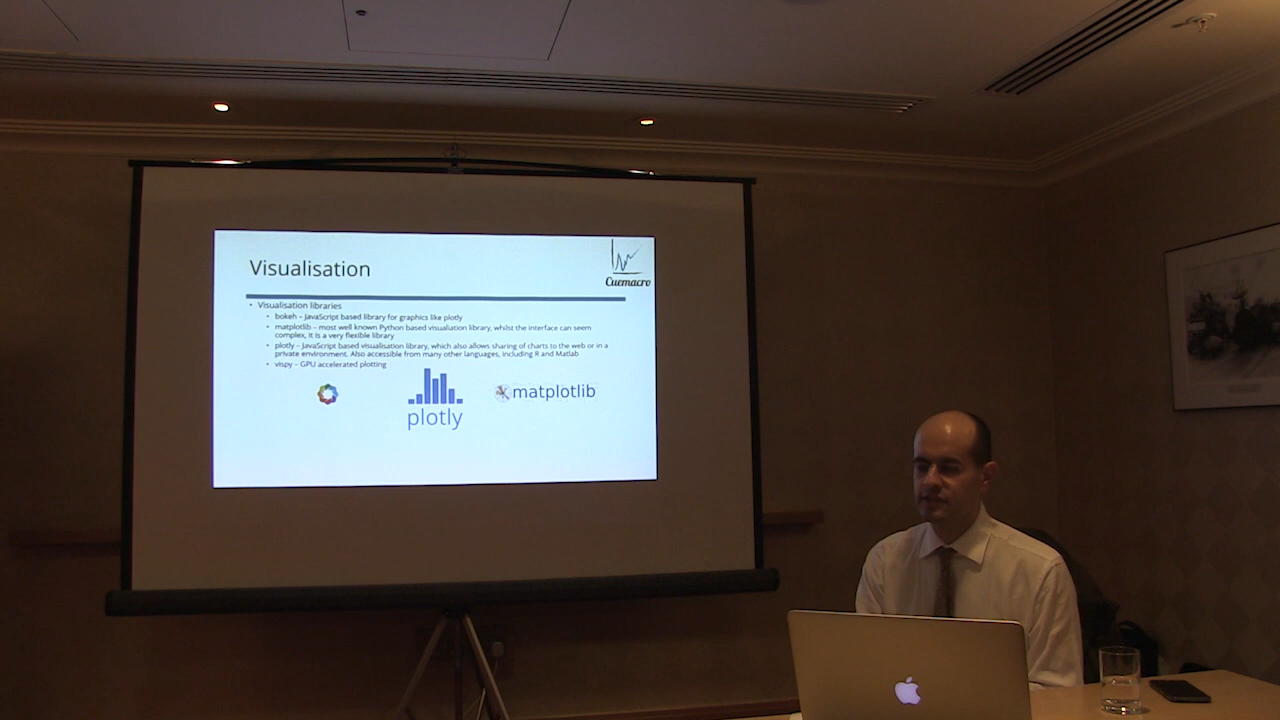 Visualisation
Cuemacro
• Visualisation libraries
• bokeh – JavaScript based library for graphics like plotly
• matplotlib – most well known Python based visualiation library, whilst the interface can seem
complex, it is a very flexible library
• plotly – JavaScript based visualisation library, which also allows sharing of charts to the web or in a
private environment. Also accessible from many other languages, including R and Matlab
• vispy – GPU accelerated plotting
plotly
matplotlib